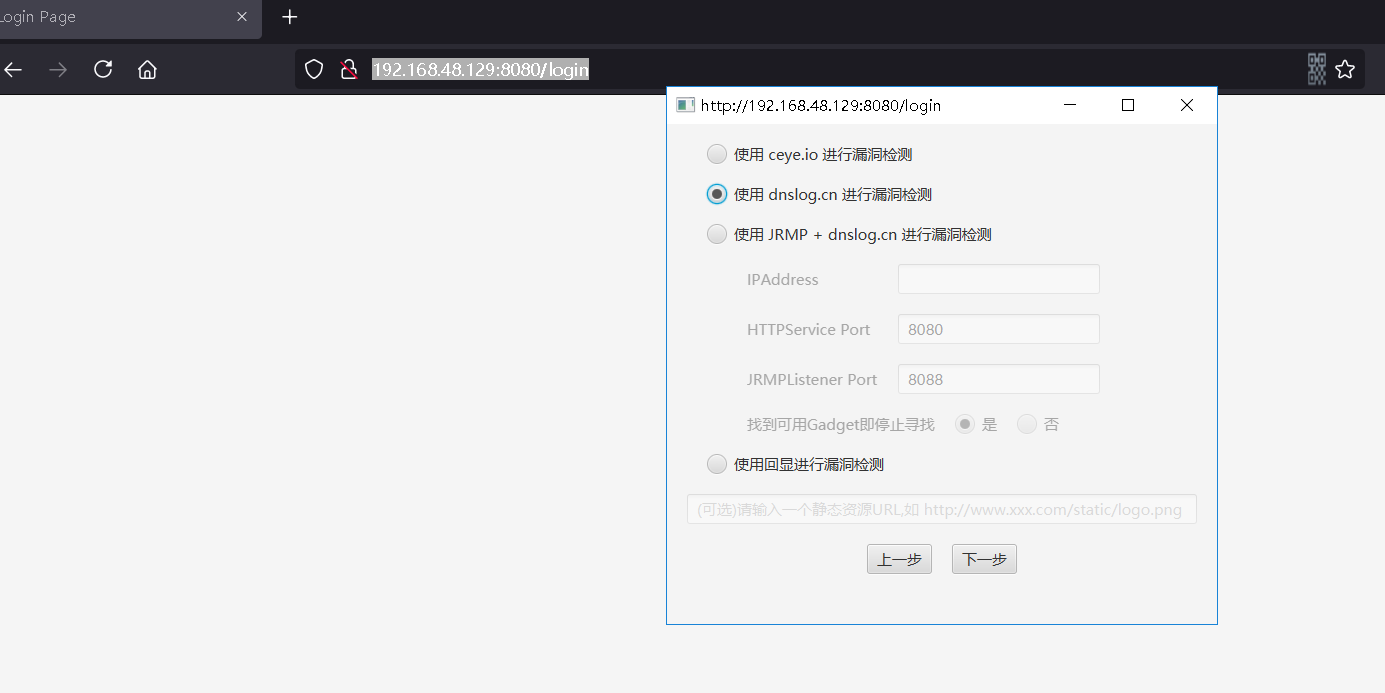 Login Page
192.168.48.129:8080/login
http://192.168.48.129:8080/login
使用 ceye.io 进行漏洞检测
使用 dnslog.cn 进行漏洞检测
使用 JRMP + dnslog.cn 进行漏洞检测
IPAddress
HTTPService Port 8080
JRMPListener Port 8088
找到可用Gadget即停止寻找 是 否
使用回显进行漏洞检测
(可选)请输入一个静态资源URL,如 http://www.xxx.com/static/logo.png
上一步 下一步